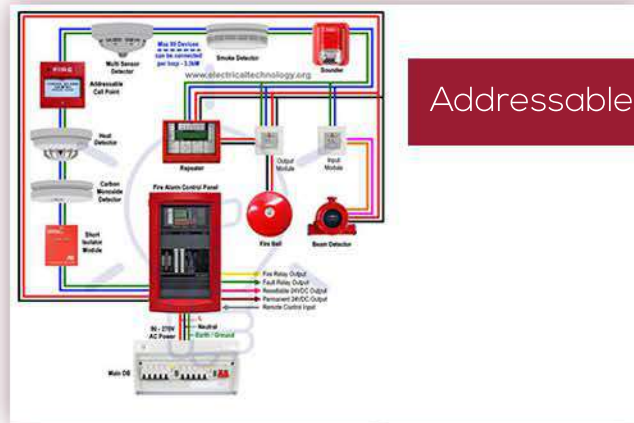 Multi Sensor
Detector
Max 99 Devices
can be connected
per loop - 3.3kM
Smoke Detector
Sounder
www.electricaltechnology.org
FIRE
Addressable
Call Point
Addressable
Heat
Detector
Repeater
Output
Module
Input
Module
Carbon
Monoxide
Detector
Fire Alarm Control Panel
Short
Isolator
Module
Fire Bell
Beam Detector
Fire Relay Output
Fault Relay Output
Resettable 24VDC Output
Permanent 24VDC Output
Remote Control Input
L
90 - 270V
AC Power
Neutral
Earth / Ground
Main DB